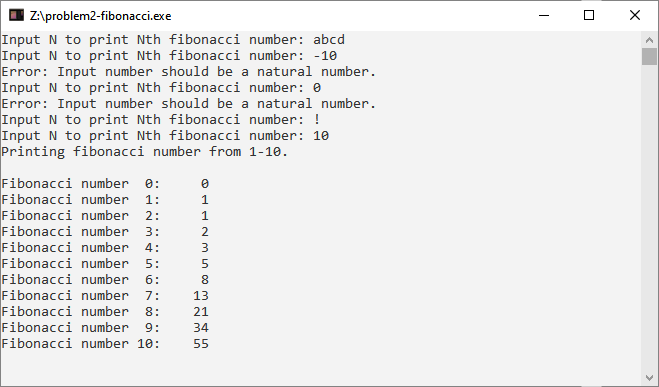 Z:\problem2-fibonacci.exe
Input N to print Nth fibonacci number: abcd
Input N to print Nth fibonacci number: -10
Error: Input number should be a natural number.
Input N to print Nth fibonacci number: 0
Error: Input number should be a natural number.
Input N to print Nth fibonacci number: !
Input N to print Nth fibonacci number: 10
Printing fibonacci number from 1-10.
Fibonacci number  0:     0
Fibonacci number  1:     1
Fibonacci number  2:     1
Fibonacci number  3:     2
Fibonacci number  4:     3
Fibonacci number  5:     5
Fibonacci number  6:     8
Fibonacci number  7:    13
Fibonacci number  8:    21
Fibonacci number  9:    34
Fibonacci number 10:    55